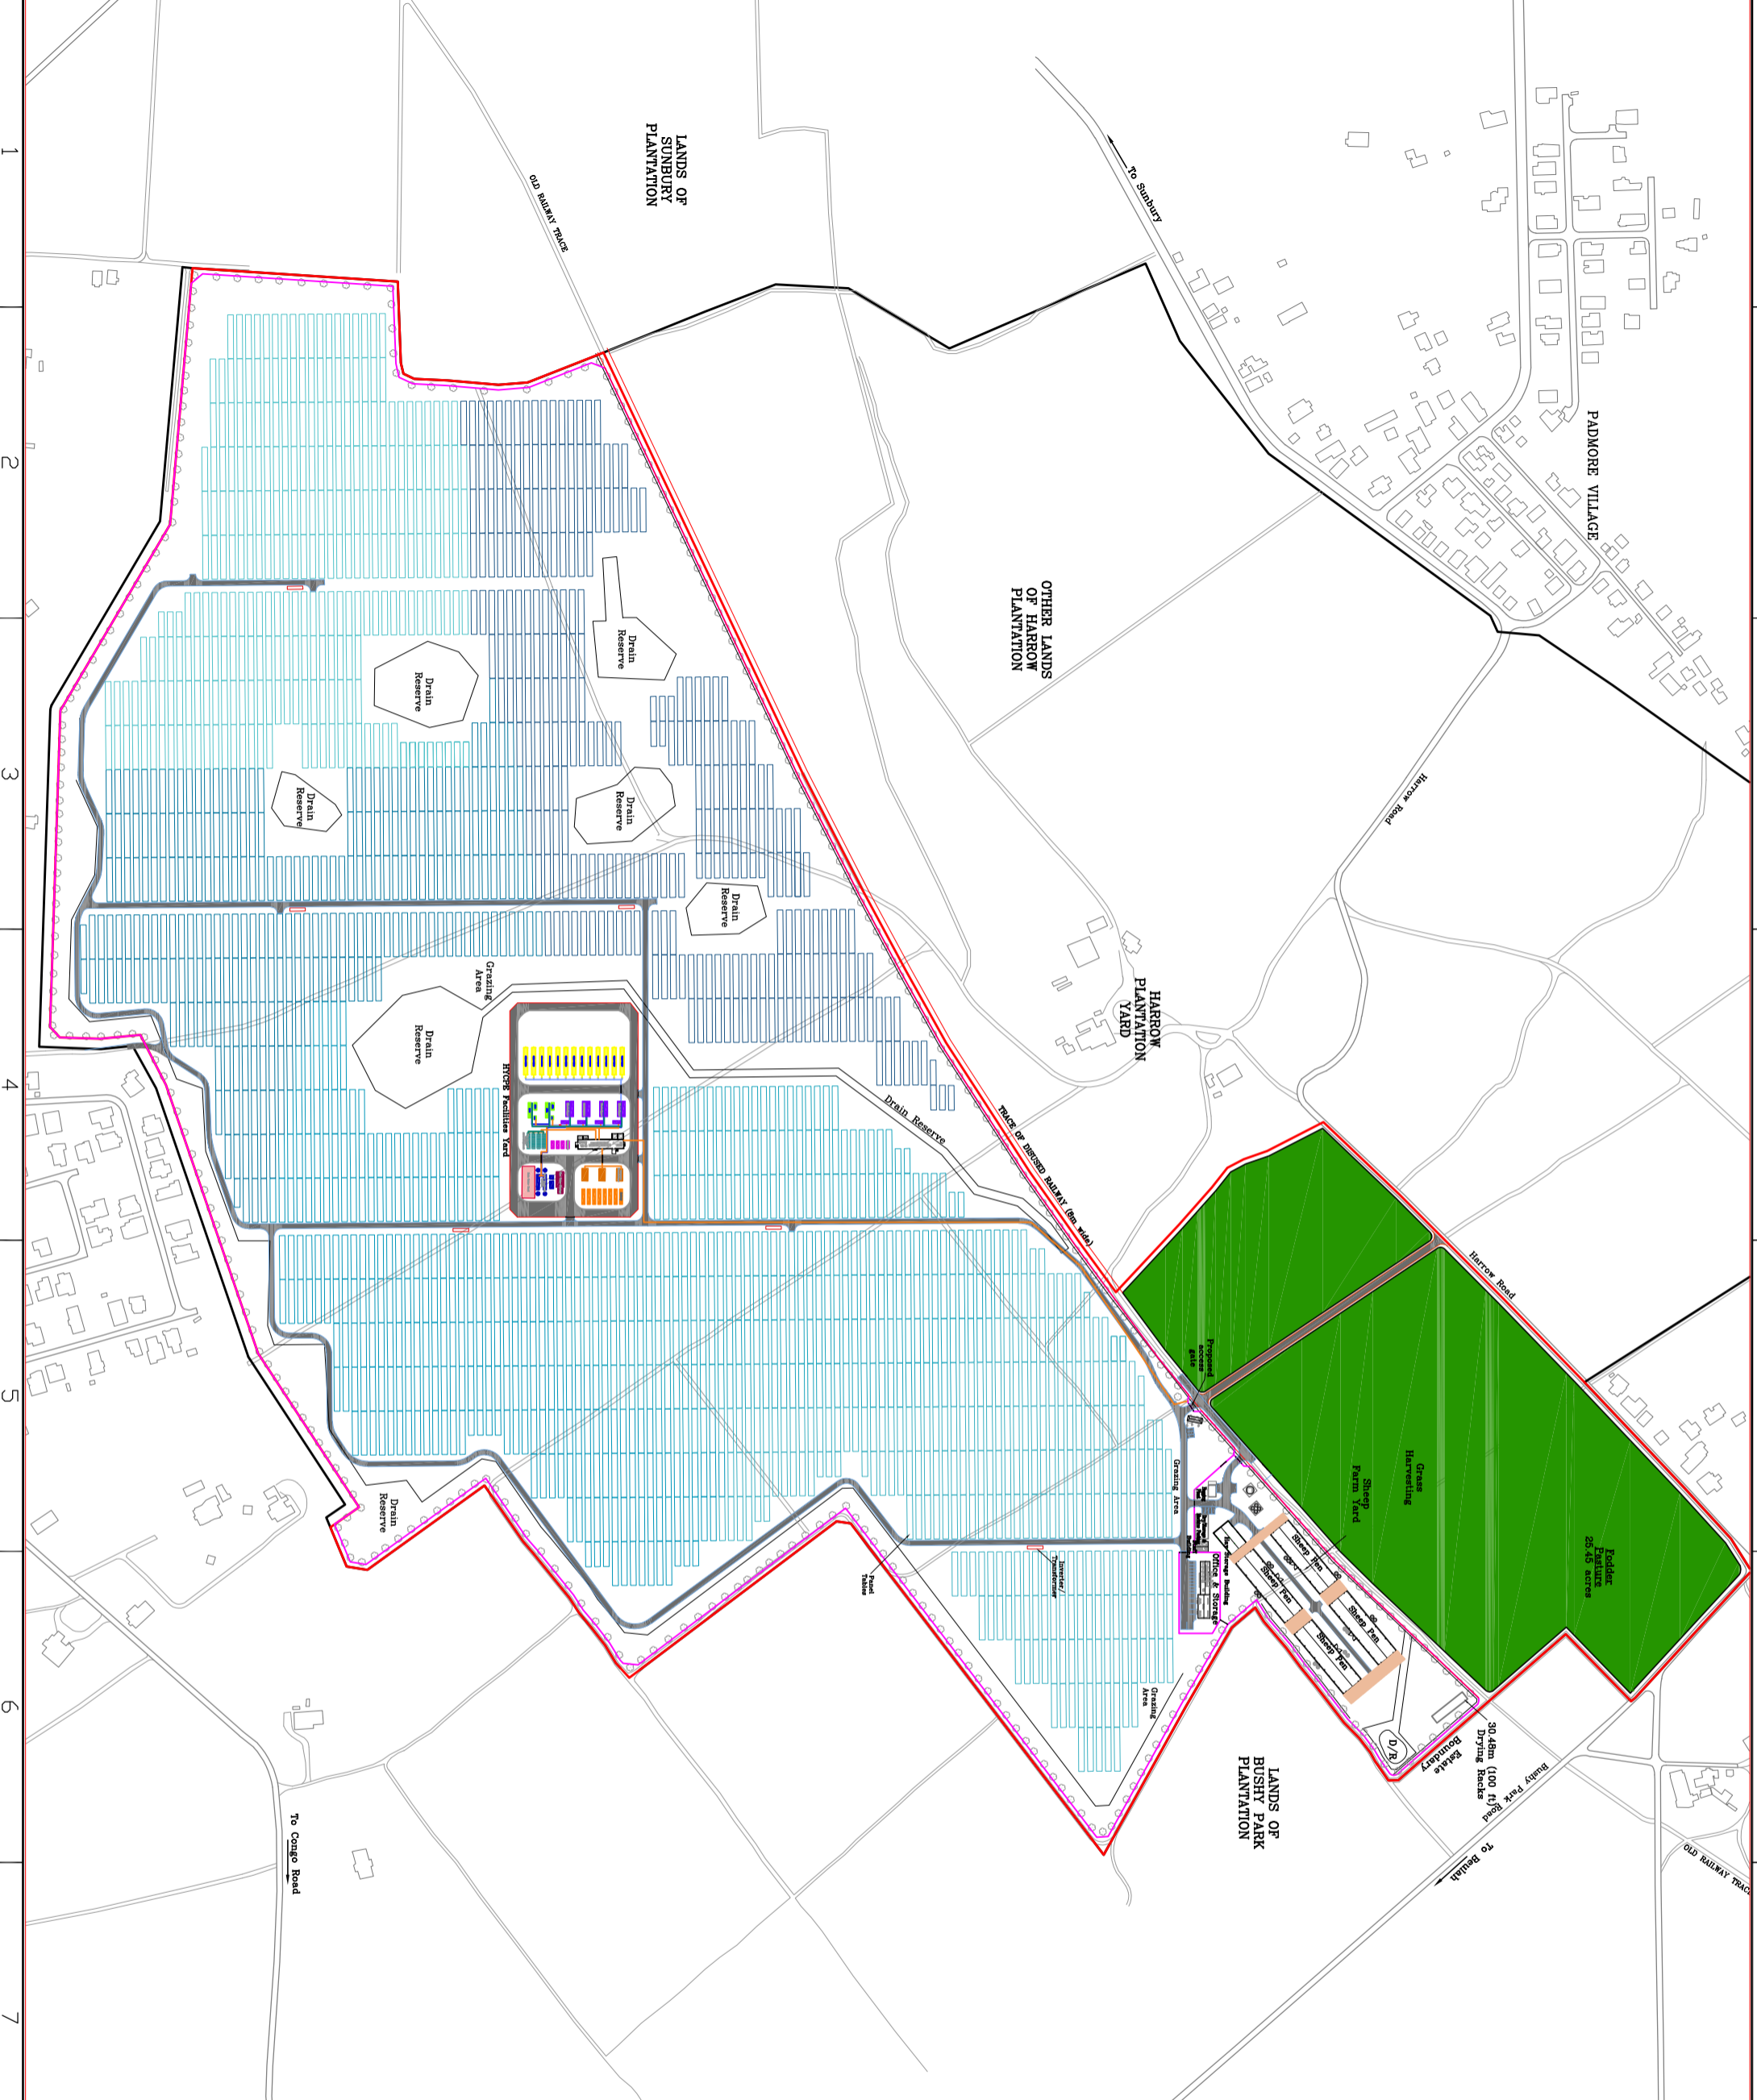 1
2
3
4
5
6
7
PADMORE VILLAGE
To Sunbury
LANDS OF
SUNBURY
PLANTATION
OLD RAILWAY TRACE
OTHER LANDS
OF HARROW
PLANTATION
Harrow Road
HARROW
PLANTATION
YARD
Drain
Reserve
Drain
Reserve
Drain
Reserve
Drain
Reserve
Drain
Reserve
Grazing
Area
Drain
Reserve
HYCPE Facilities Yard
Drain Reserve
TRACE OF DISUSED RAILWAY (6m wide)
Harrow Road
Proposed
access
gate
Grass
Harvesting
Sheep
Farm Yard
Fodder
Pasture
25.45 acres
Grazing Area
Office & Storage
Sheep Pen
Sheep Pen
Sheep Pen
Sheep Pen
Panel
Tables
Inverter/
Transformer
Grazing
Area
Drain
Reserve
D/R
30.48m (100 ft)
Drying Racks
Estate
Boundary
Bushy Park Road
To Beulah
OLD RAILWAY TRAC
LANDS OF
BUSHY PARK
PLANTATION
To Congo Road